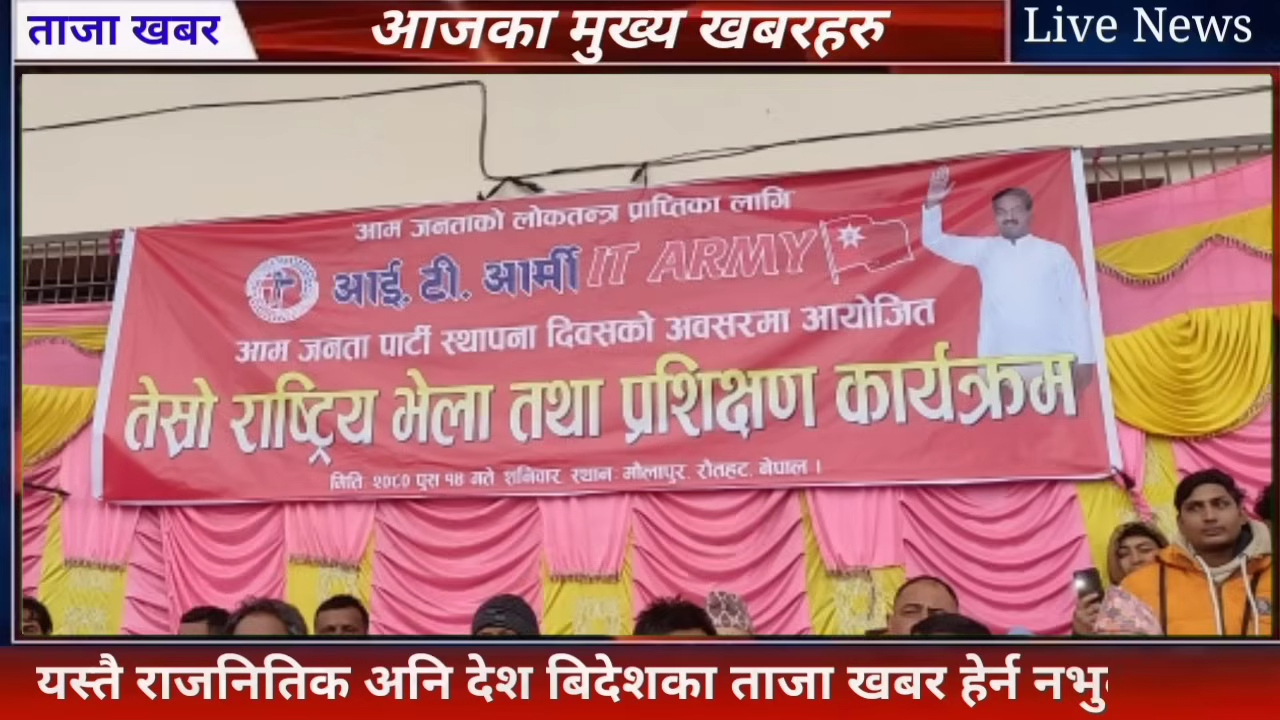 ताजा खबर
आजका मुख्य खबरहरु
Live News
आम जनताको लोकतन्त्र प्राप्तिका लागि
आई. टी. आर्मी IT ARMY
आम जनता पार्टी स्थापना दिवसको अवसरमा आयोजित
तेस्रो राष्ट्रिय भेला तथा प्रशिक्षण कार्यक्रम
मिति २०८० पुस १४ गते शनिवार स्थान मौलापुर, रौतहट, नेपाल ।
यस्तै राजनितिक अनि देश बिदेशका ताजा खबर हेर्न